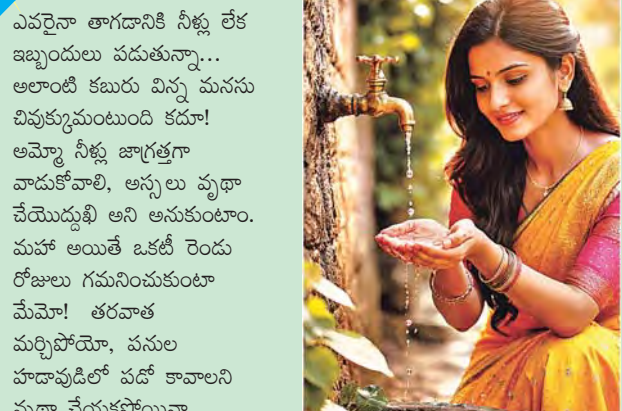 ఎవరైనా తాగడానికి నీళ్లు లేక
ఇబ్బందులు పడుతున్నా...
అలాంటి కబురు విన్న మనసు
చివుక్కుమంటుంది కదూ!
అమ్మో నీళ్లు జాగ్రత్తగా
వాడుకోవాలి, అస్సలు వృథా
చేయొద్దుఖి అని అనుకుంటాం.
మహా అయితే ఒకటీ రెండు
రోజులు గమనించుకుంటా
మేమో! తరవాత
మర్చిపోయో, పనుల
హడావుడిలో పడో కావాలని
వృథా చేయకపోయినా